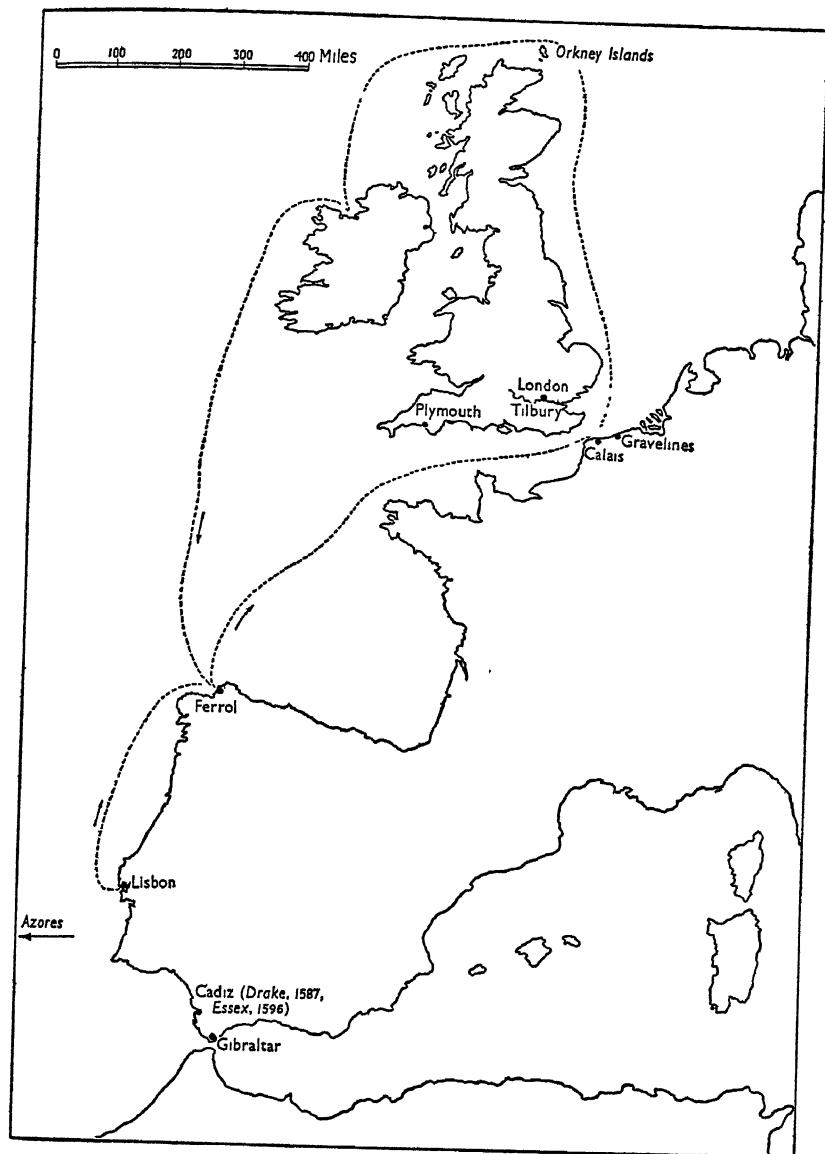 0 100 200 300 400 Miles
Orkney Islands
London
Plymouth Tilbury
Gravelines
Calais
Ferrol
Lisbon
Azores
Cadiz (Drake, 1587,
Essex, 1596)
Gibraltar